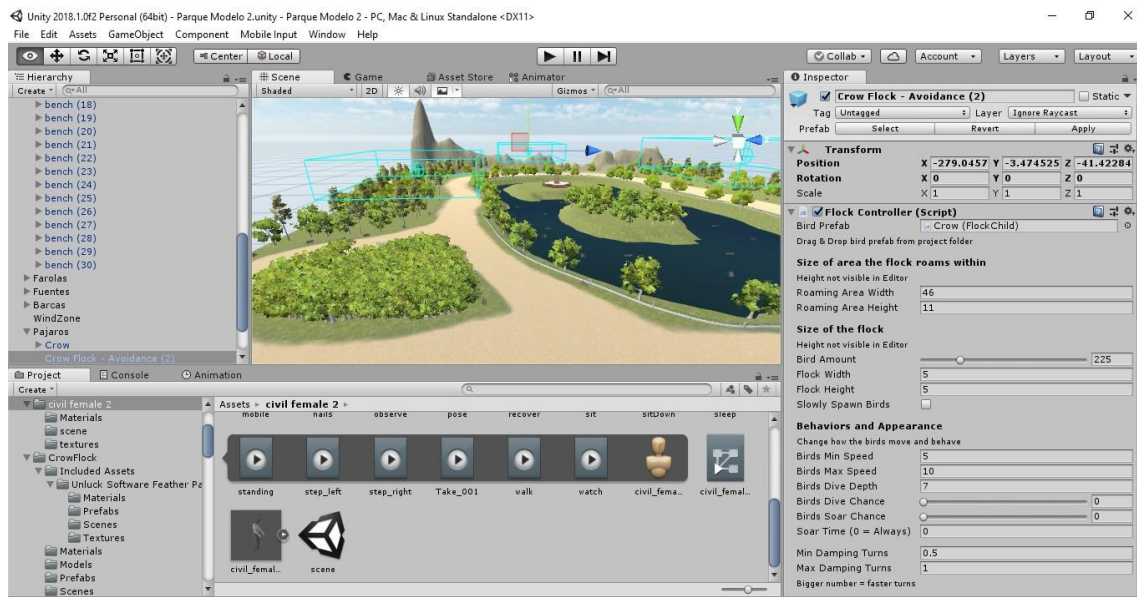 Unity 2018.1.0f2 Personal (64bit) - Parque Modelo 2.unity - Parque Modelo 2 - PC, Mac & Linux Standalone <DX11>
File Edit Assets GameObject Component Mobile Input Window Help
Center Local Collab Account Layers Layout
Hierarchy
Create All
bench (18)
bench (19)
bench (20)
bench (21)
bench (22)
bench (23)
bench (24)
bench (25)
bench (26)
bench (27)
bench (28)
bench (29)
bench (30)
Farolas
Fuentes
Barcas
WindZone
Pajaros
Crow
Crow Flock - Avoidance (2)
Scene Game Asset Store Animator
Shaded 2D Gizmos All
Project Console Animation
Create
civil female 2
Materials
scene
textures
CrowFlock
Included Assets
Unluck Software Feather Pa
Materials
Prefabs
Scenes
Textures
Materials
Models
Prefabs
Scenes
Assets civil female 2
mobile nails observe pose recover sit sitDown sleep
standing step_left step_right Take_001 walk watch civil_fema... civil_femal...
civil_femal... scene
Inspector
Crow Flock - Avoidance (2) Static
Tag Untagged Layer Ignore Raycast
Prefab Select Revert Apply
Transform
Position X -279.0457 Y -3.474525 Z -41.42284
Rotation X 0 Y 0 Z 0
Scale X 1 Y 1 Z 1
Flock Controller (Script)
Bird Prefab Crow (FlockChild)
Drag & Drop bird prefab from project folder
Size of area the flock roams within
Height not visible in Editor
Roaming Area Width 46
Roaming Area Height 11
Size of the flock
Height not visible in Editor
Bird Amount 225
Flock Width 5
Flock Height 5
Slowly Spawn Birds
Behaviors and Appearance
Change how the birds move and behave
Birds Min Speed 5
Birds Max Speed 10
Birds Dive Depth 7
Birds Dive Chance 0
Birds Soar Chance 0
Soar Time (0 = Always) 0
Min Damping Turns 0.5
Max Damping Turns 1
Bigger number = faster turns